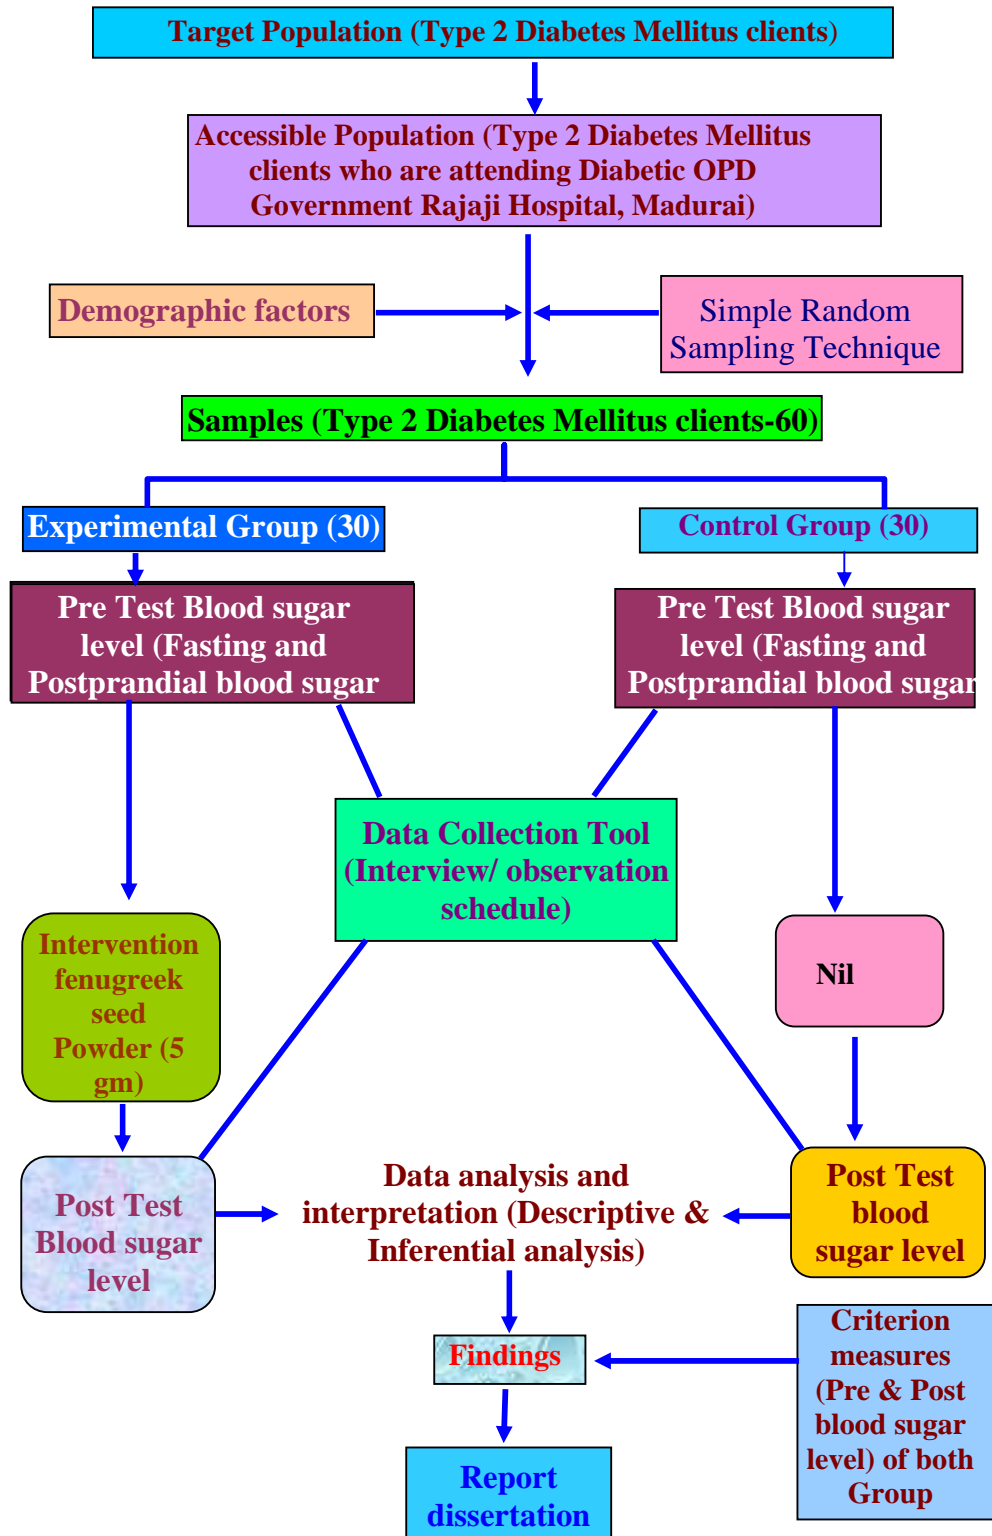 Target Population (Type 2 Diabetes Mellitus clients)
Accessible Population (Type 2 Diabetes Mellitus
clients who are attending Diabetic OPD
Government Rajaji Hospital, Madurai)
Demographic factors
Simple Random
Sampling Technique
Samples (Type 2 Diabetes Mellitus clients-60)
Experimental Group (30)
Control Group (30)
Pre Test Blood sugar
level (Fasting and
Postprandial blood sugar
Pre Test Blood sugar
level (Fasting and
Postprandial blood sugar
Data Collection Tool
(Interview/ observation
schedule)
Intervention
fenugreek
seed
Powder (5
gm)
Nil
Post Test
Blood sugar
level
Data analysis and
interpretation (Descriptive &
Inferential analysis)
Post Test
blood
sugar level
Findings
Criterion
measures
(Pre & Post
blood sugar
level) of both
Group
Report
dissertation